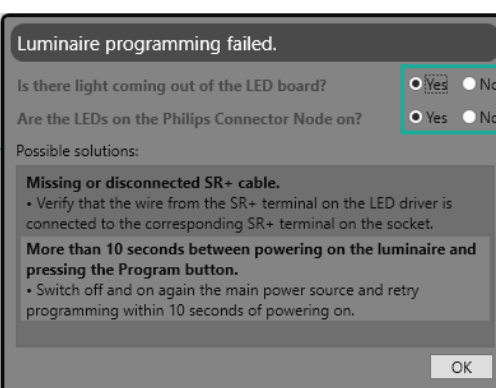 Luminaire programming failed.
Is there light coming out of the LED board? Yes No
Are the LEDs on the Philips Connector Node on? Yes No
Possible solutions:
Missing or disconnected SR+ cable.
• Verify that the wire from the SR+ terminal on the LED driver is
connected to the corresponding SR+ terminal on the socket.
More than 10 seconds between powering on the luminaire and
pressing the Program button.
• Switch off and on again the main power source and retry
programming within 10 seconds of powering on.
OK